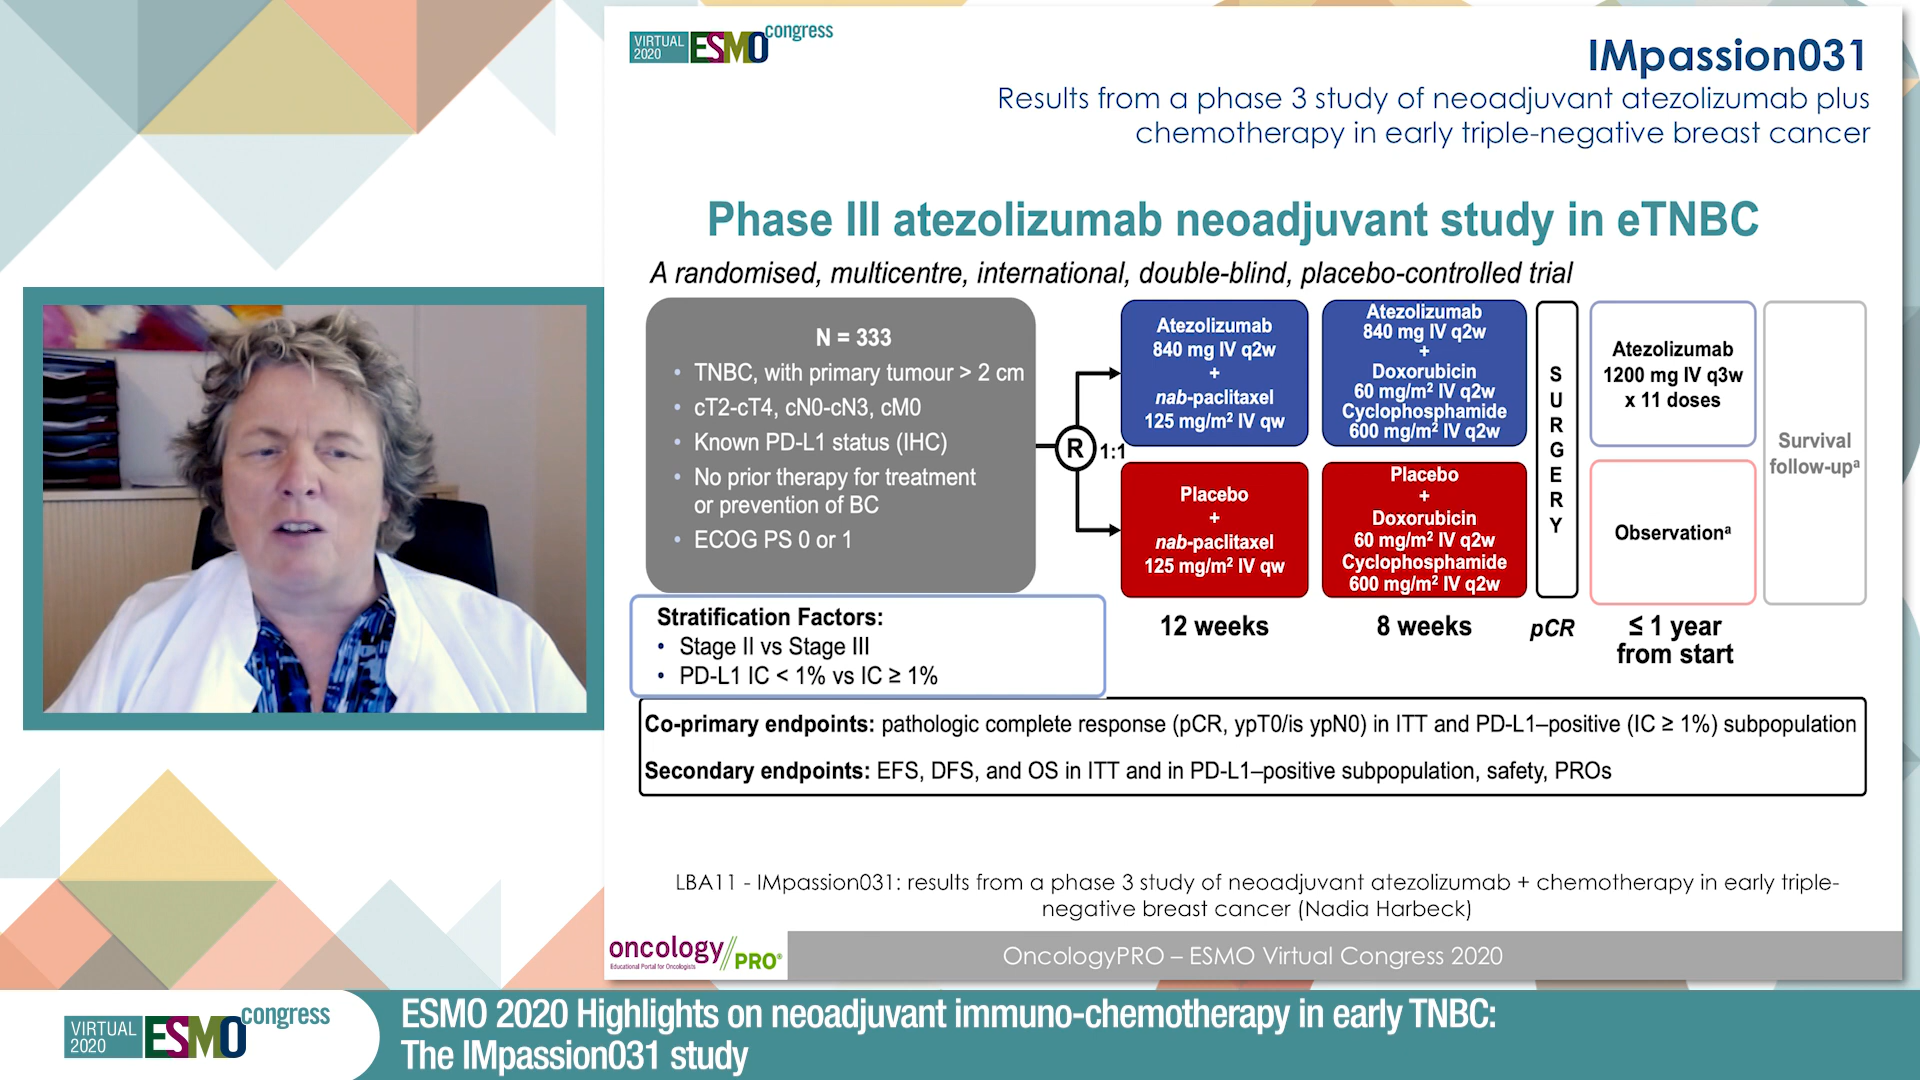 VIRTUAL
2020
ESMO
congress
IMpassion031
Results from a phase 3 study of neoadjuvant atezolizumab plus
chemotherapy in early triple-negative breast cancer
Phase III atezolizumab neoadjuvant study in eTNBC
A randomised, multicentre, international, double-blind, placebo-controlled trial
N = 333
• TNBC, with primary tumour > 2 cm
• cT2-cT4, cN0-cN3, cM0
• Known PD-L1 status (IHC)
• No prior therapy for treatment
or prevention of BC
• ECOG PS 0 or 1
R
1:1
Atezolizumab
840 mg IV q2w
+
nab-paclitaxel
125 mg/m² IV qw
Atezolizumab
840 mg IV q2w
+
Doxorubicin
60 mg/m² IV q2w
Cyclophosphamide
600 mg/m² IV q2w
Placebo
+
nab-paclitaxel
125 mg/m² IV qw
Placebo
+
Doxorubicin
60 mg/m² IV q2w
Cyclophosphamide
600 mg/m² IV q2w
SURGERY
Atezolizumab
1200 mg IV q3w
x 11 doses
Observationᵃ
Survival
follow-upᵃ
12 weeks
8 weeks
pCR
≤ 1 year
from start
Stratification Factors:
• Stage II vs Stage III
• PD-L1 IC < 1% vs IC ≥ 1%
Co-primary endpoints: pathologic complete response (pCR, ypT0/is ypN0) in ITT and PD-L1–positive (IC ≥ 1%) subpopulation
Secondary endpoints: EFS, DFS, and OS in ITT and in PD-L1–positive subpopulation, safety, PROs
LBA11 - IMpassion031: results from a phase 3 study of neoadjuvant atezolizumab + chemotherapy in early triple-
negative breast cancer (Nadia Harbeck)
oncology//PRO®
Educational Portal for Oncologists
OncologyPRO – ESMO Virtual Congress 2020
VIRTUAL
2020
ESMO
congress
ESMO 2020 Highlights on neoadjuvant immuno-chemotherapy in early TNBC:
The IMpassion031 study